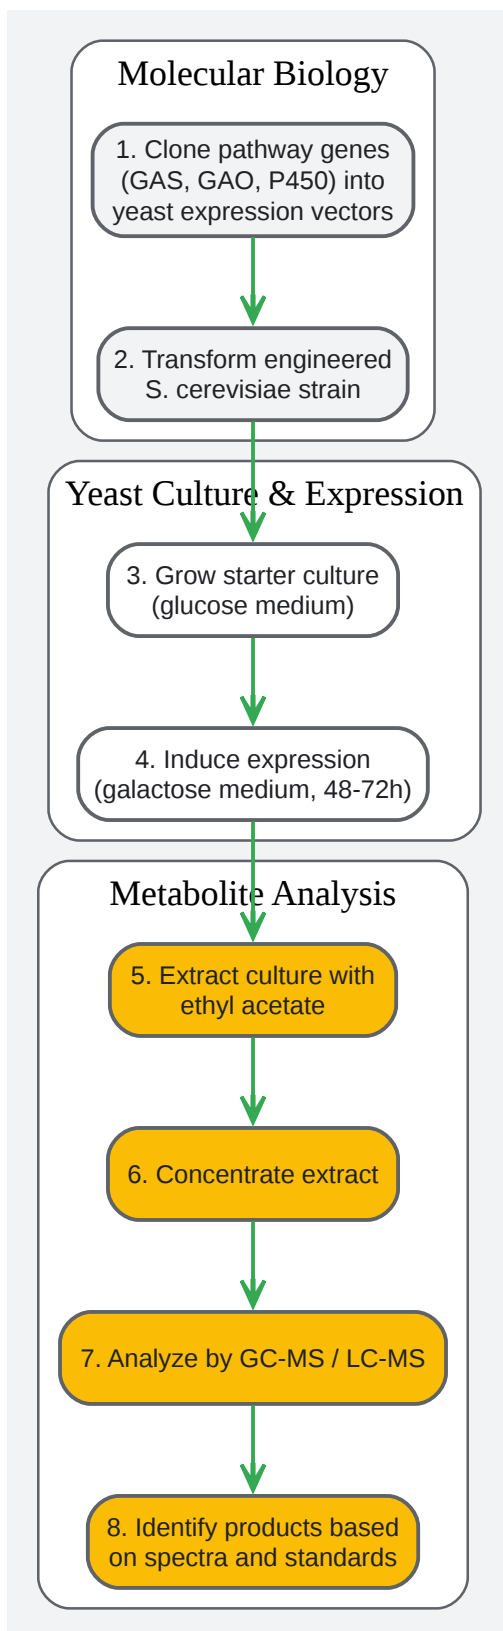 Molecular Biology
1. Clone pathway genes
(GAS, GAO, P450) into
yeast expression vectors
2. Transform engineered
S. cerevisiae strain
Yeast Culture & Expression
3. Grow starter culture
(glucose medium)
4. Induce expression
(galactose medium, 48-72h)
Metabolite Analysis
5. Extract culture with
ethyl acetate
6. Concentrate extract
7. Analyze by GC-MS / LC-MS
8. Identify products based
on spectra and standards